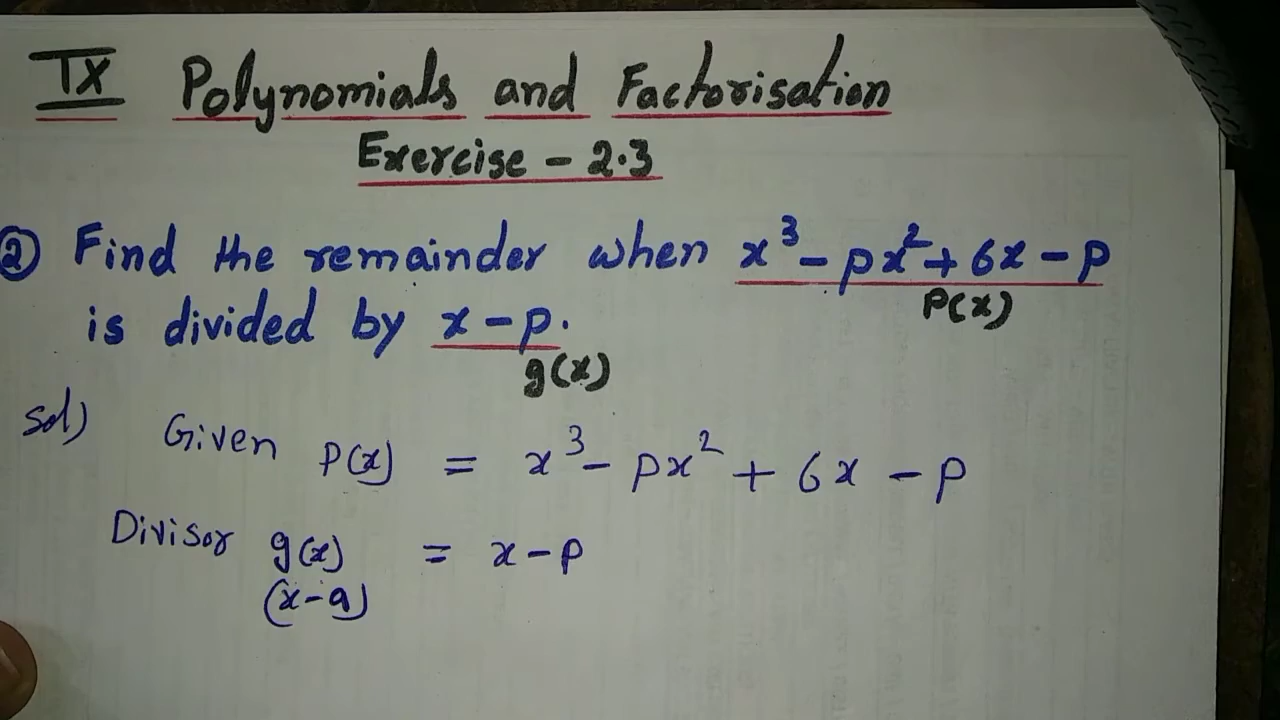 IX Polynomials and Factorisation
Exercise - 2.3
② Find the remainder when x³ - px² + 6x - p
P(x)
is divided by x - p.
g(x)
Sol) Given P(x) = x³ - px² + 6x - p
Divisor g(x) = x - p
(x-a)